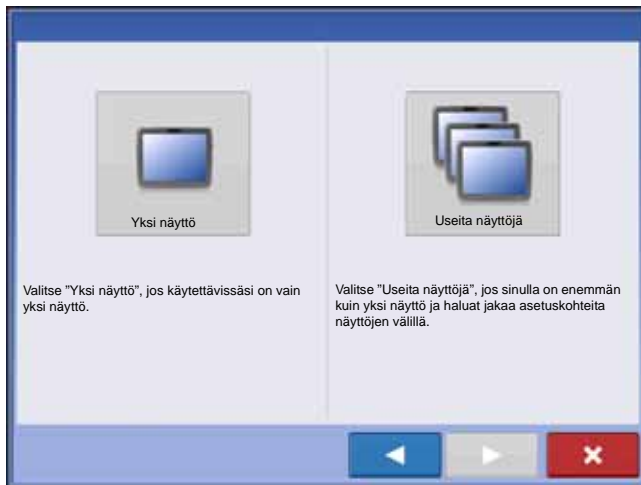 Yksi näyttö
Useita näyttöjä
Valitse ”Yksi näyttö”, jos käytettävissäsi on vain
yksi näyttö.
Valitse ”Useita näyttöjä”, jos sinulla on enemmän
kuin yksi näyttö ja haluat jakaa asetuskohteita
näyttöjen välillä.